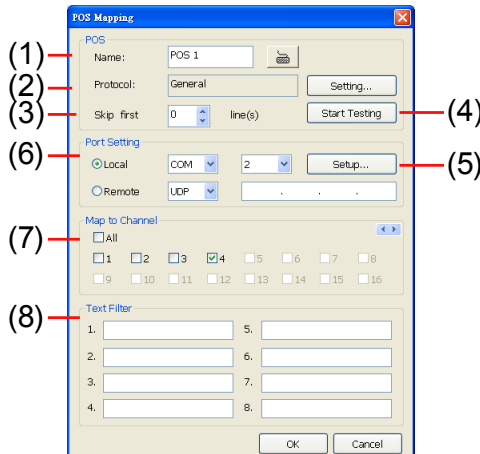 POS Mapping
POS
(1) Name: POS 1
(2) Protocol: General Setting...
(3) Skip first 0 line(s) Start Testing (4)
(6) Port Setting
Local COM 2 Setup... (5)
Remote UDP . . .
Map to Channel
(7) All
1 2 3 4 5 6 7 8
9 10 11 12 13 14 15 16
(8) Text Filter
1. 5.
2. 6.
3. 7.
4. 8.
OK Cancel